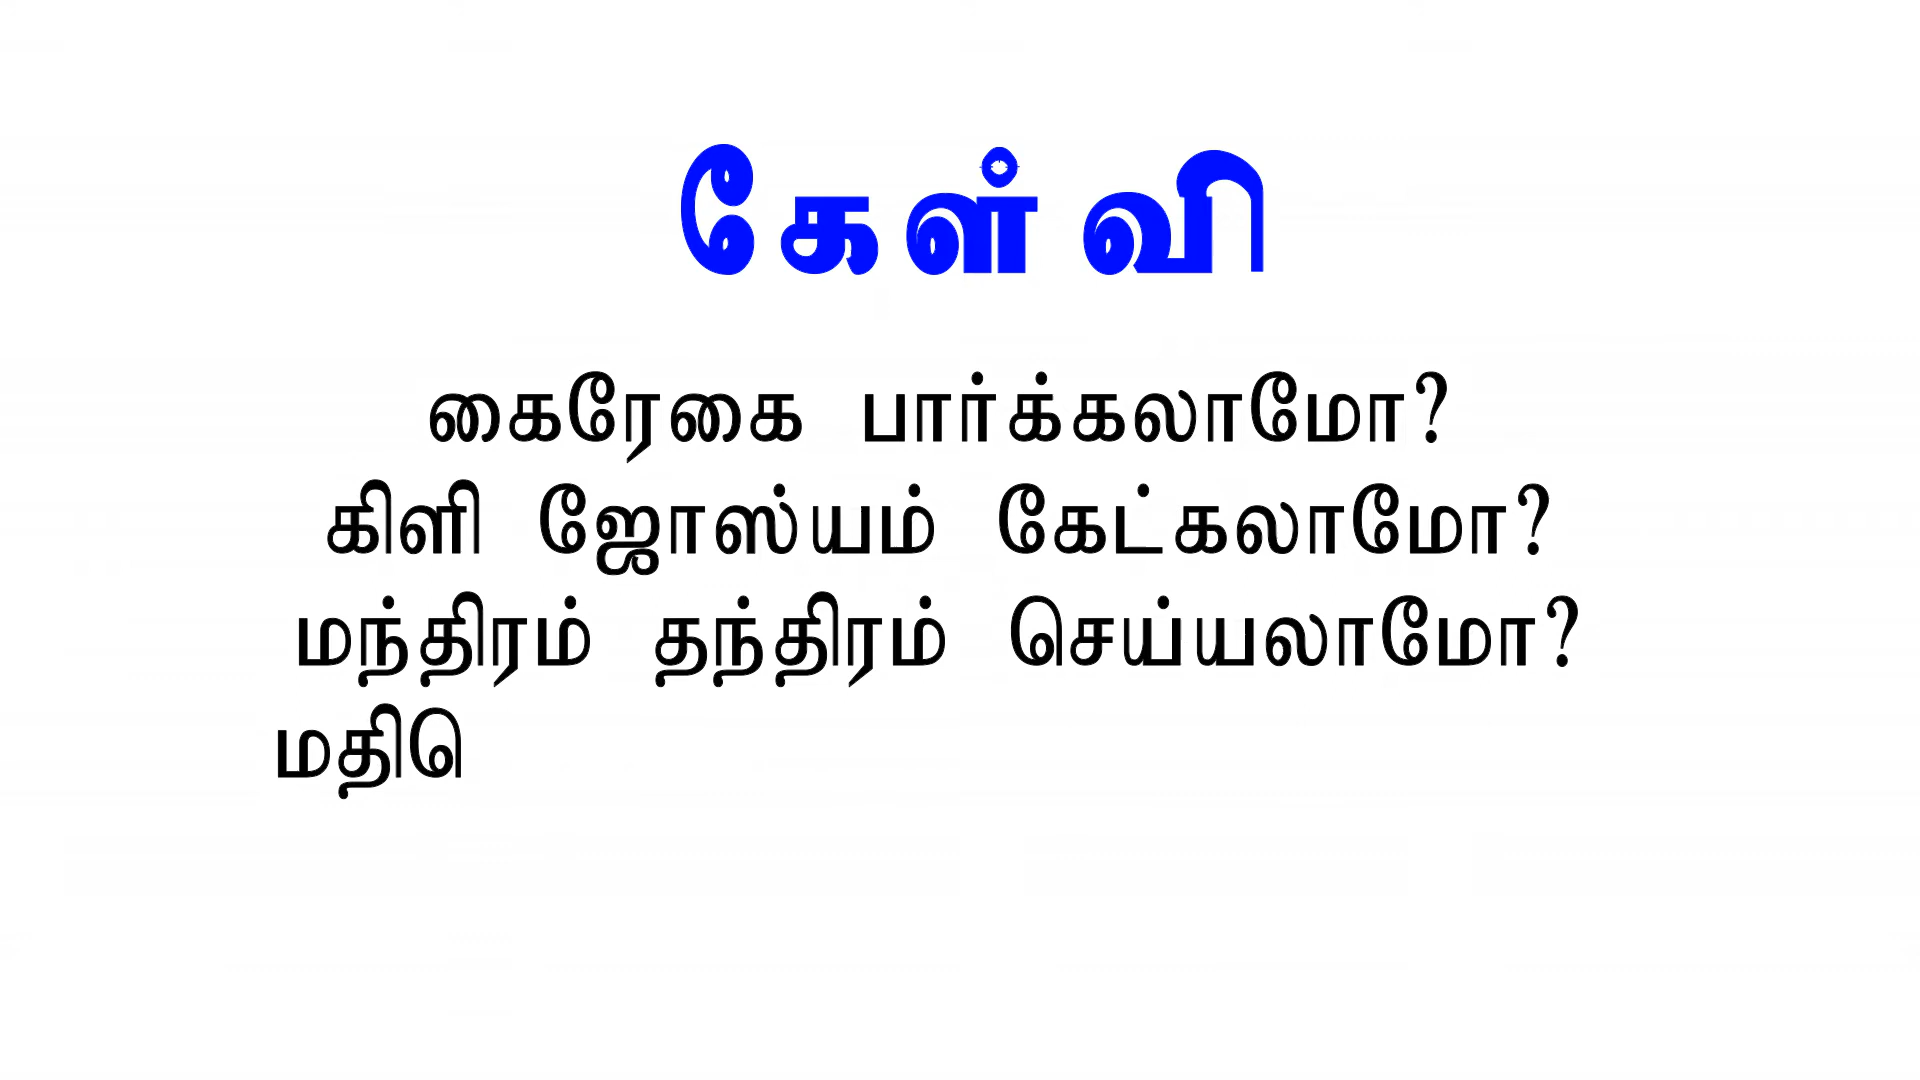 கேள்வி
கைரேகை பார்க்கலாமோ?
கிளி ஜோஸ்யம் கேட்கலாமோ?
மந்திரம் தந்திரம் செய்யலாமோ?
மதிெ